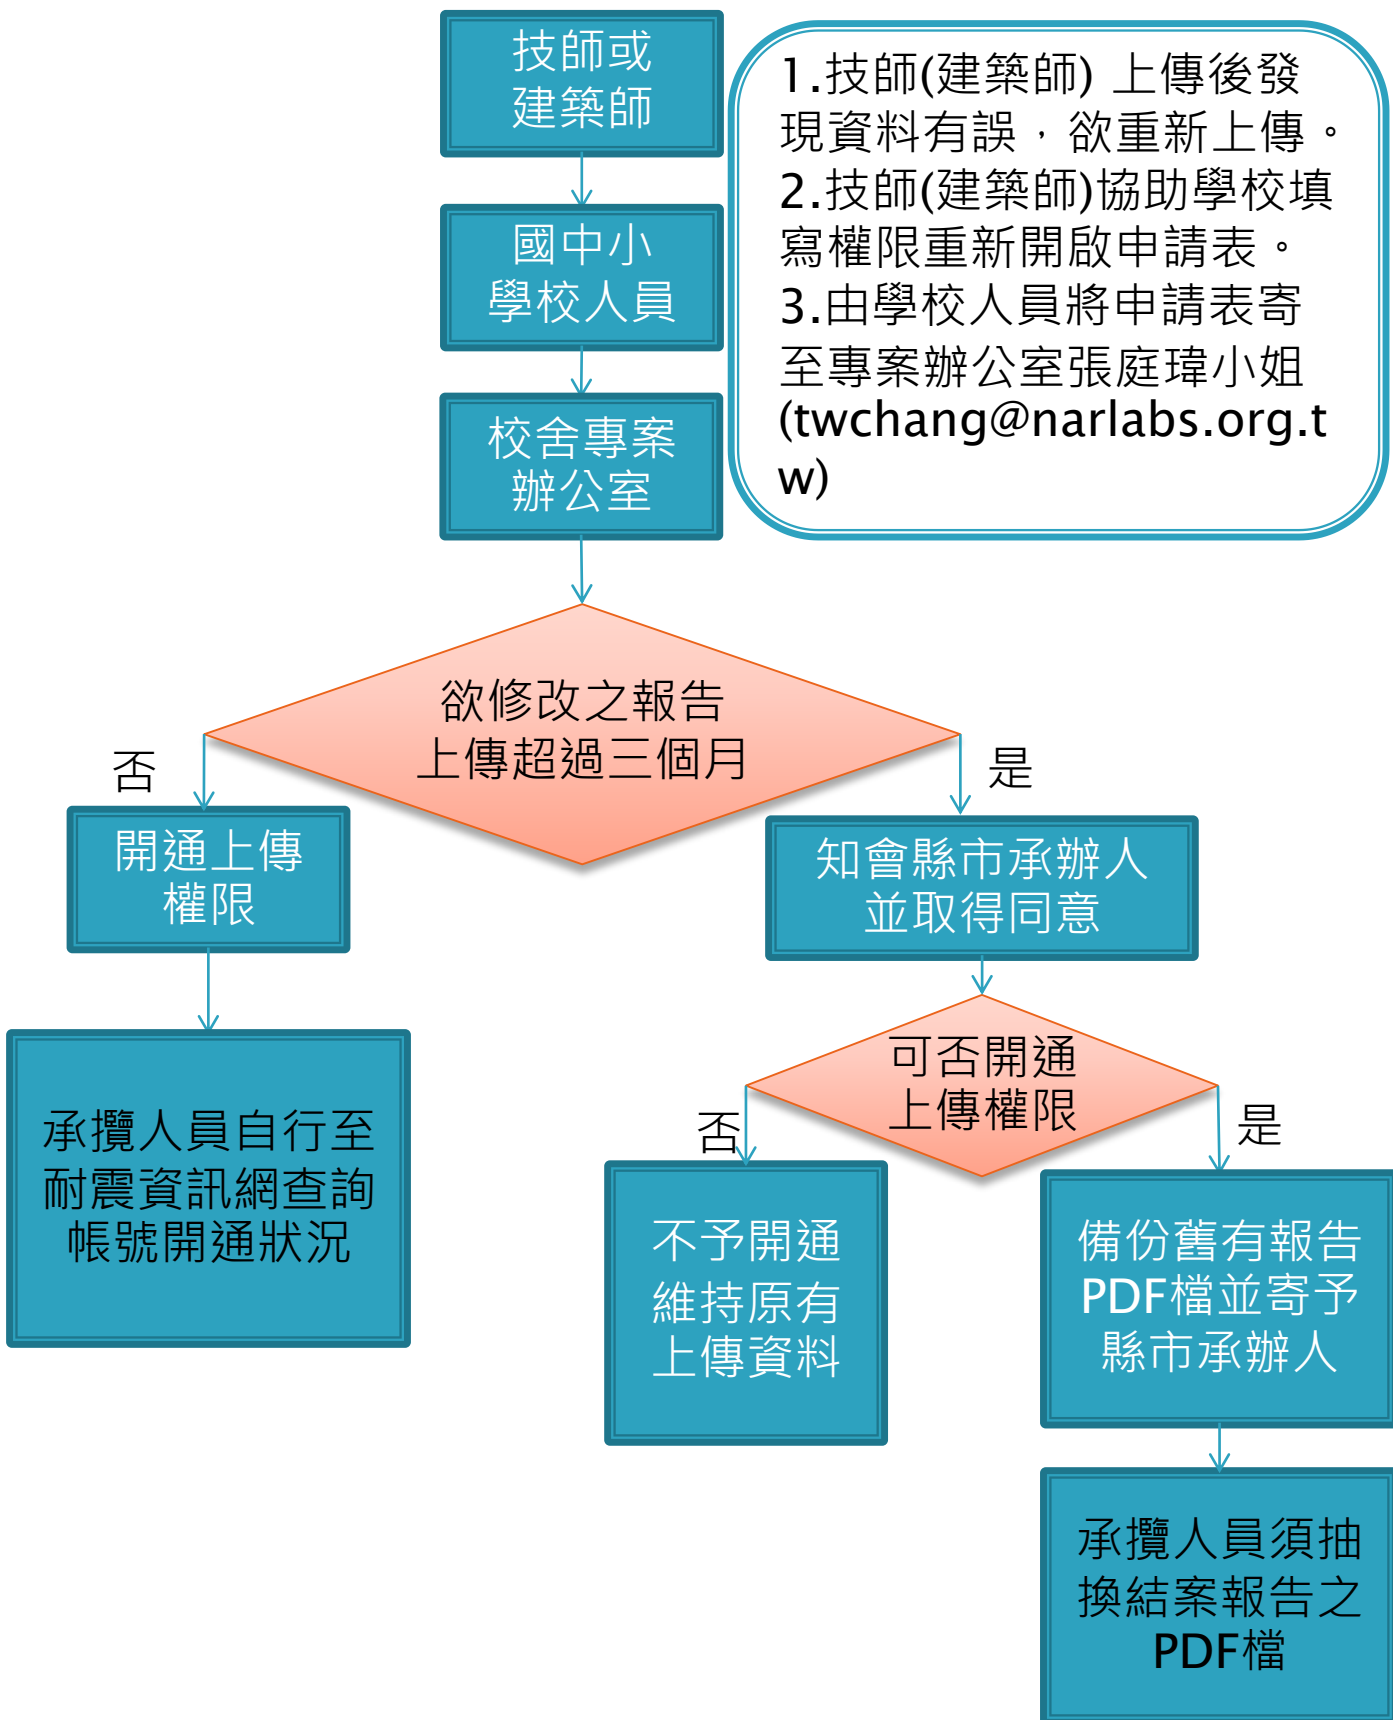 技師或
建築師
1.技師(建築師) 上傳後發
現資料有誤，欲重新上傳。
2.技師(建築師)協助學校填
寫權限重新開啟申請表。
3.由學校人員將申請表寄
至專案辦公室張庭瑋小姐
(twchang@narlabs.org.t
w)
國中小
學校人員
校舍專案
辦公室
欲修改之報告
上傳超過三個月
否
是
開通上傳
權限
知會縣市承辦人
並取得同意
承攬人員自行至
耐震資訊網查詢
帳號開通狀況
可否開通
上傳權限
否
是
不予開通
維持原有
上傳資料
備份舊有報告
PDF檔並寄予
縣市承辦人
承攬人員須抽
換結案報告之
PDF檔